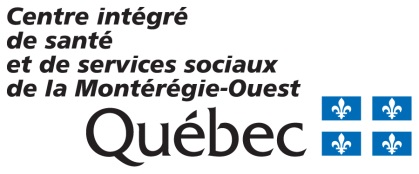 Centre intégré
de santé
et de services sociaux
de la Montérégie-Ouest
Québec